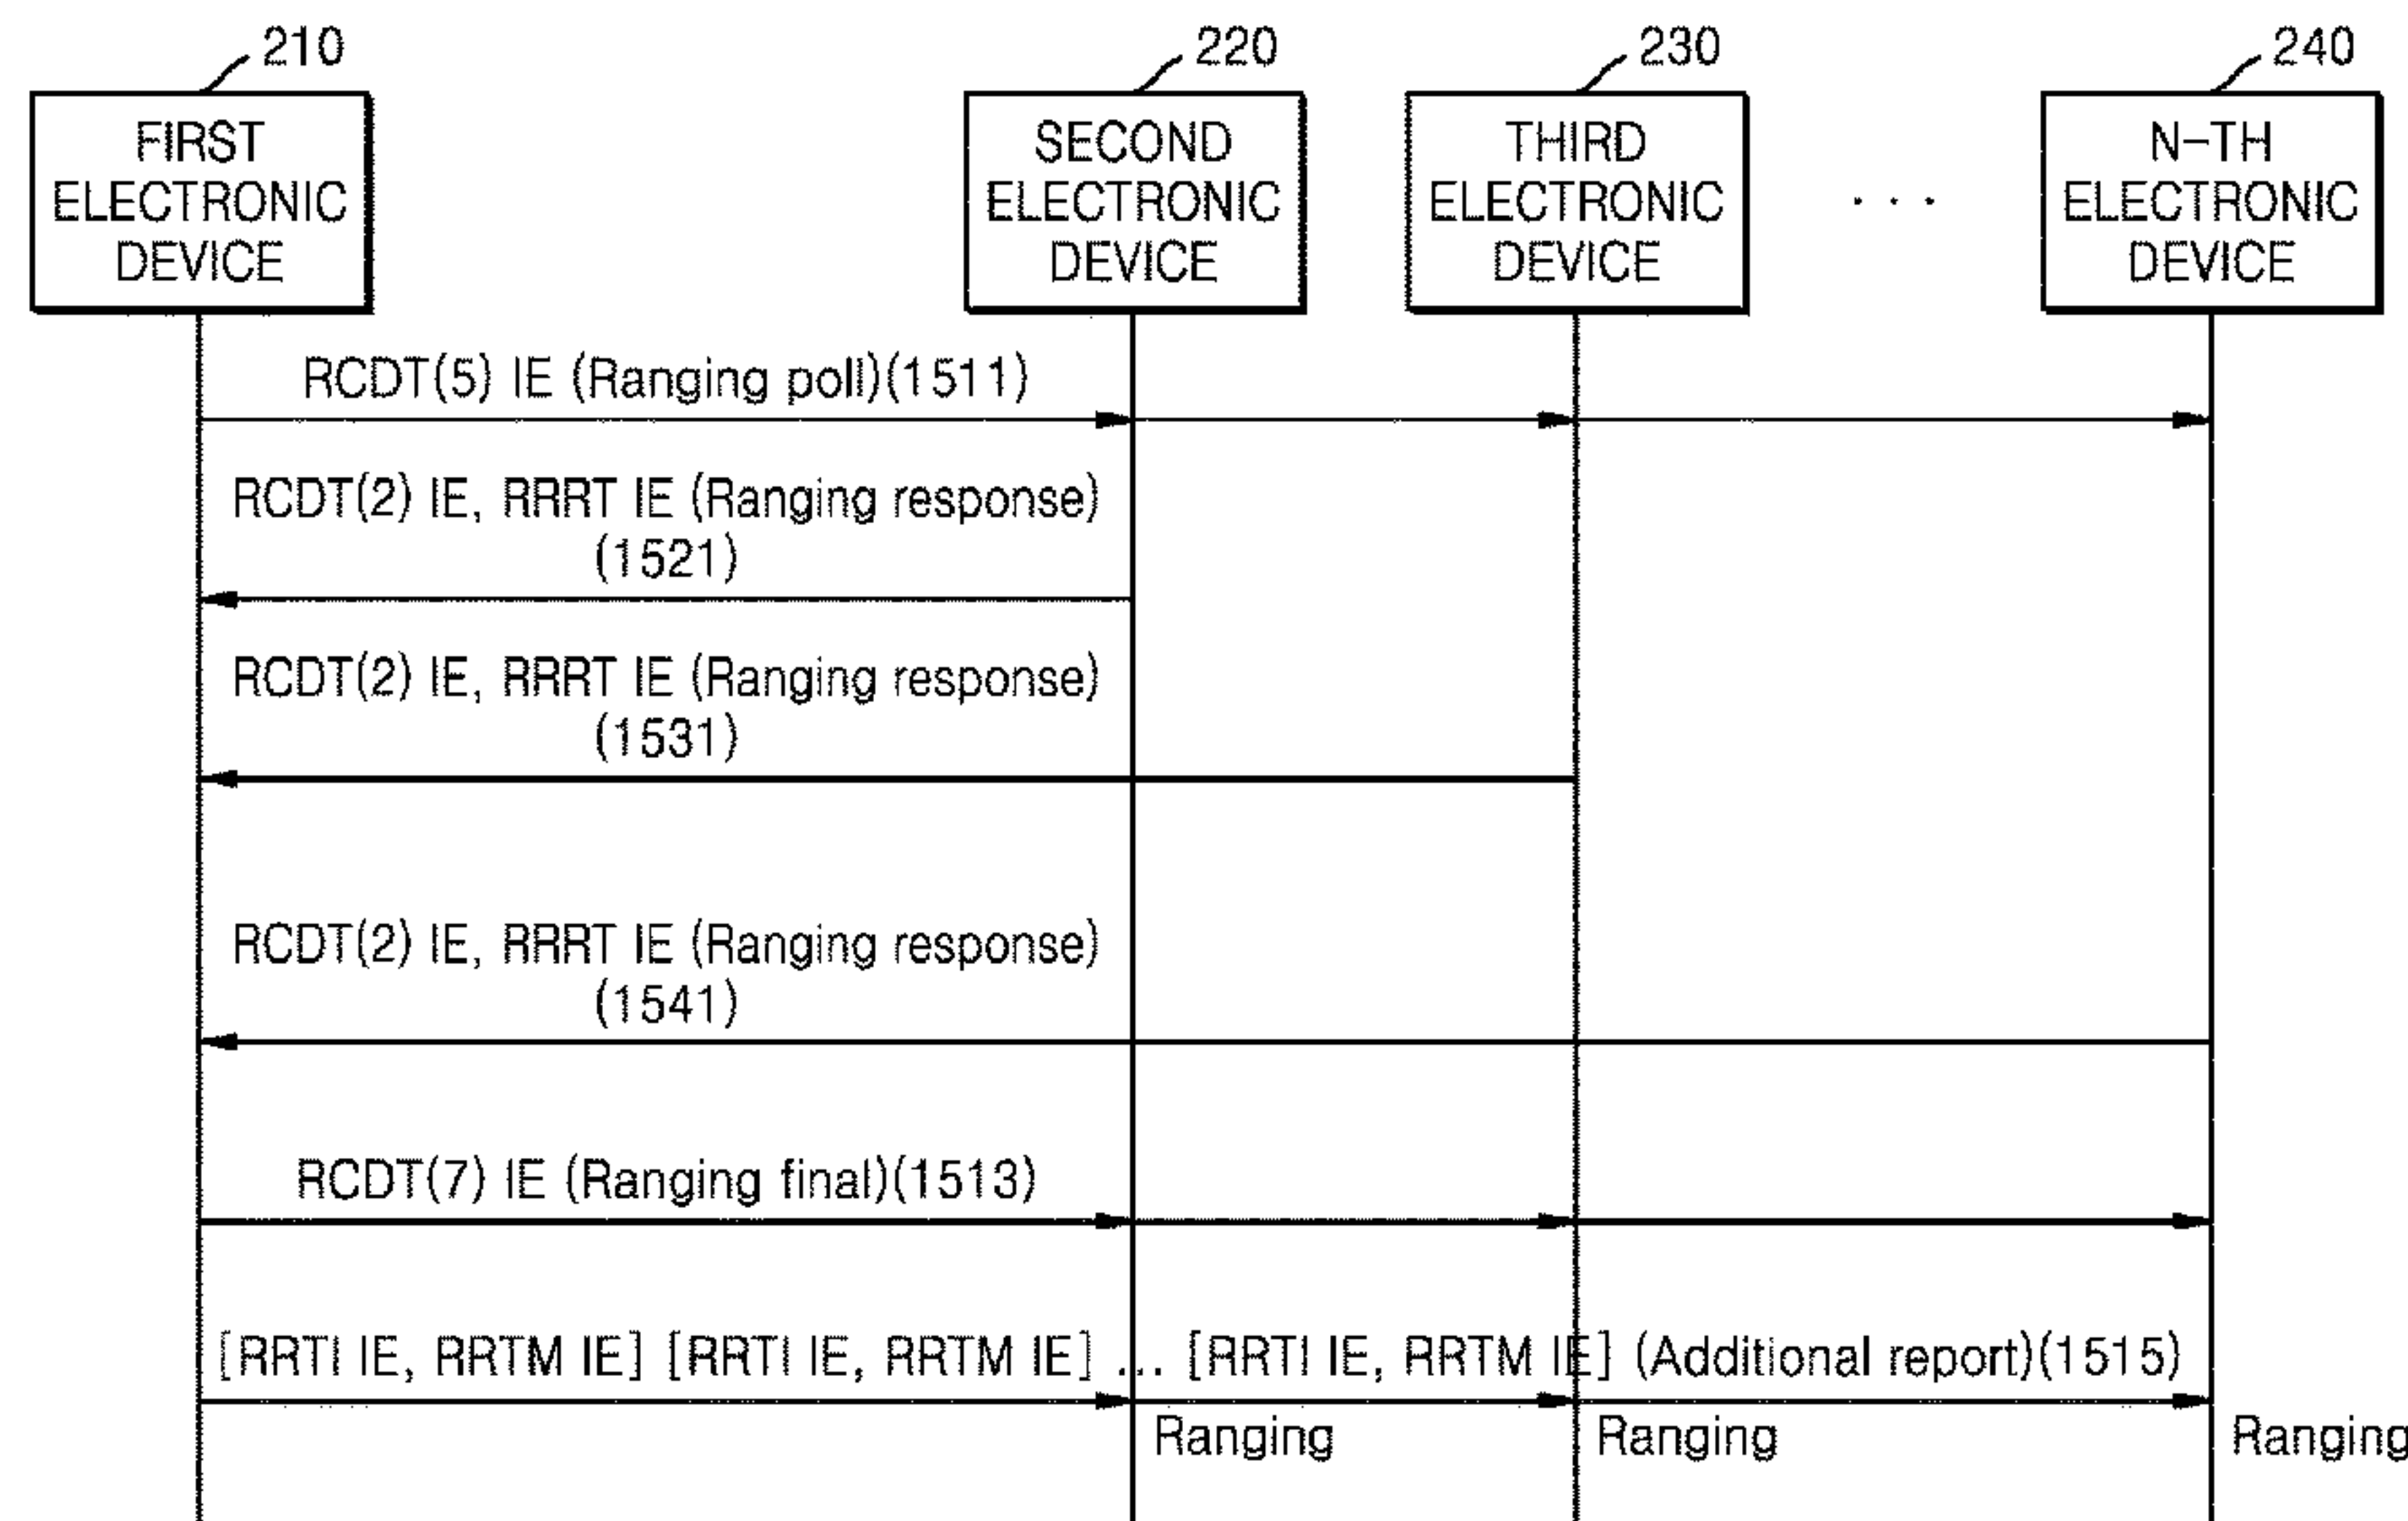 210
220
230
240
FIRST
ELECTRONIC
DEVICE
SECOND
ELECTRONIC
DEVICE
THIRD
ELECTRONIC
DEVICE
. . .
N-TH
ELECTRONIC
DEVICE
RCDT(5) IE (Ranging poll)(1511)
RCDT(2) IE, RRRT IE (Ranging response)
(1521)
RCDT(2) IE, RRRT IE (Ranging response)
(1531)
RCDT(2) IE, RRRT IE (Ranging response)
(1541)
RCDT(7) IE (Ranging final)(1513)
[RRTI IE, RRTM IE] [RRTI IE, RRTM IE] ... [RRTI IE, RRTM IE] (Additional report)(1515)
Ranging
Ranging
Ranging